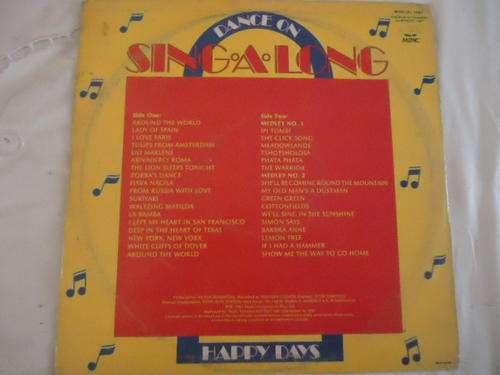 DANCE ON
SING·A·LONG
MUSIC
Side One:
AROUND THE WORLD
LADY OF SPAIN
I LOVE PARIS
TULIPS FROM AMSTERDAM
LILI MARLENE
ARIVADERCI ROMA
THE LION SLEEPS TONIGHT
ZORBA'S DANCE
HAVA NAGILA
FROM RUSSIA WITH LOVE
SUKIYAKI
WALTZING MATILDA
LA BAMBA
I LEFT MY HEART IN SAN FRANCISCO
DEEP IN THE HEART OF TEXAS
NEW YORK, NEW YORK
WHITE CLIFFS OF DOVER
AROUND THE WORLD
Side Two:
MEDLEY NO. 1
IPI TOMBI
THE CLICK SONG
MEADOWLANDS
TSHOTSHOLOSA
PHATA PHATA
THE WARRIOR
MEDLEY NO. 2
SHE'LL BE COMING ROUND THE MOUNTAIN
MY OLD MAN'S A DUSTMAN
GREEN GREEN
COTTONFIELDS
WE'LL SING IN THE SUNSHINE
SIMON SAYS
BARBRA ANNE
LEMON TREE
IF I HAD A HAMMER
SHOW ME THE WAY TO GO HOME
HAPPY DAYS